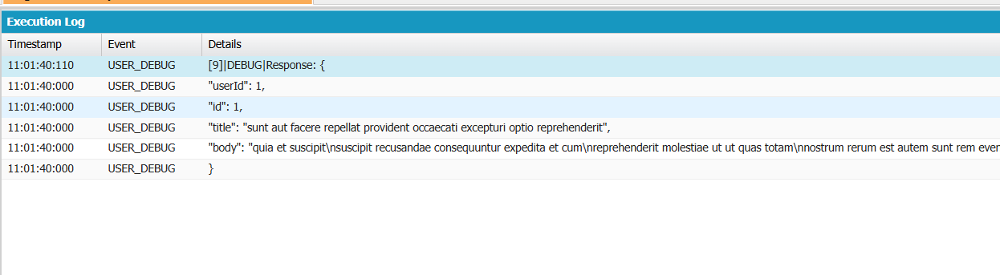 Execution Log
Timestamp Event Details
11:01:40:110 USER_DEBUG [9]|DEBUG|Response: {
11:01:40:000 USER_DEBUG "userId": 1,
11:01:40:000 USER_DEBUG "id": 1,
11:01:40:000 USER_DEBUG "title": "sunt aut facere repellat provident occaecati excepturi optio reprehenderit",
11:01:40:000 USER_DEBUG "body": "quia et suscipit\nsuscipit recusandae consequuntur expedita et cum\nreprehenderit molestiae ut ut quas totam\nnostrum rerum est autem sunt rem even
11:01:40:000 USER_DEBUG }